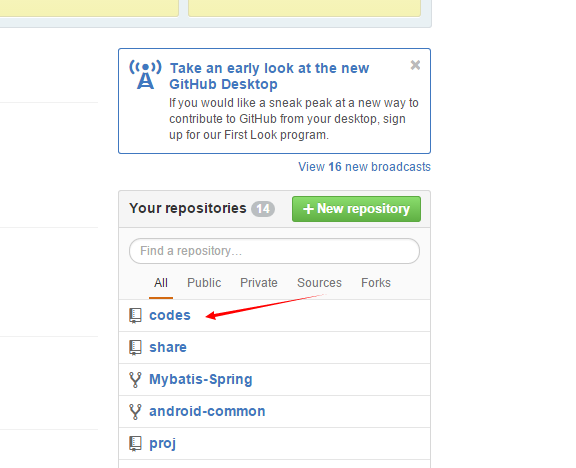 Take an early look at the new
GitHub Desktop
If you would like a sneak peak at a new way to
contribute to GitHub from your desktop, sign
up for our First Look program.
View 16 new broadcasts
Your repositories 14
New repository
Find a repository...
All Public Private Sources Forks
codes
share
Mybatis-Spring
android-common
proj